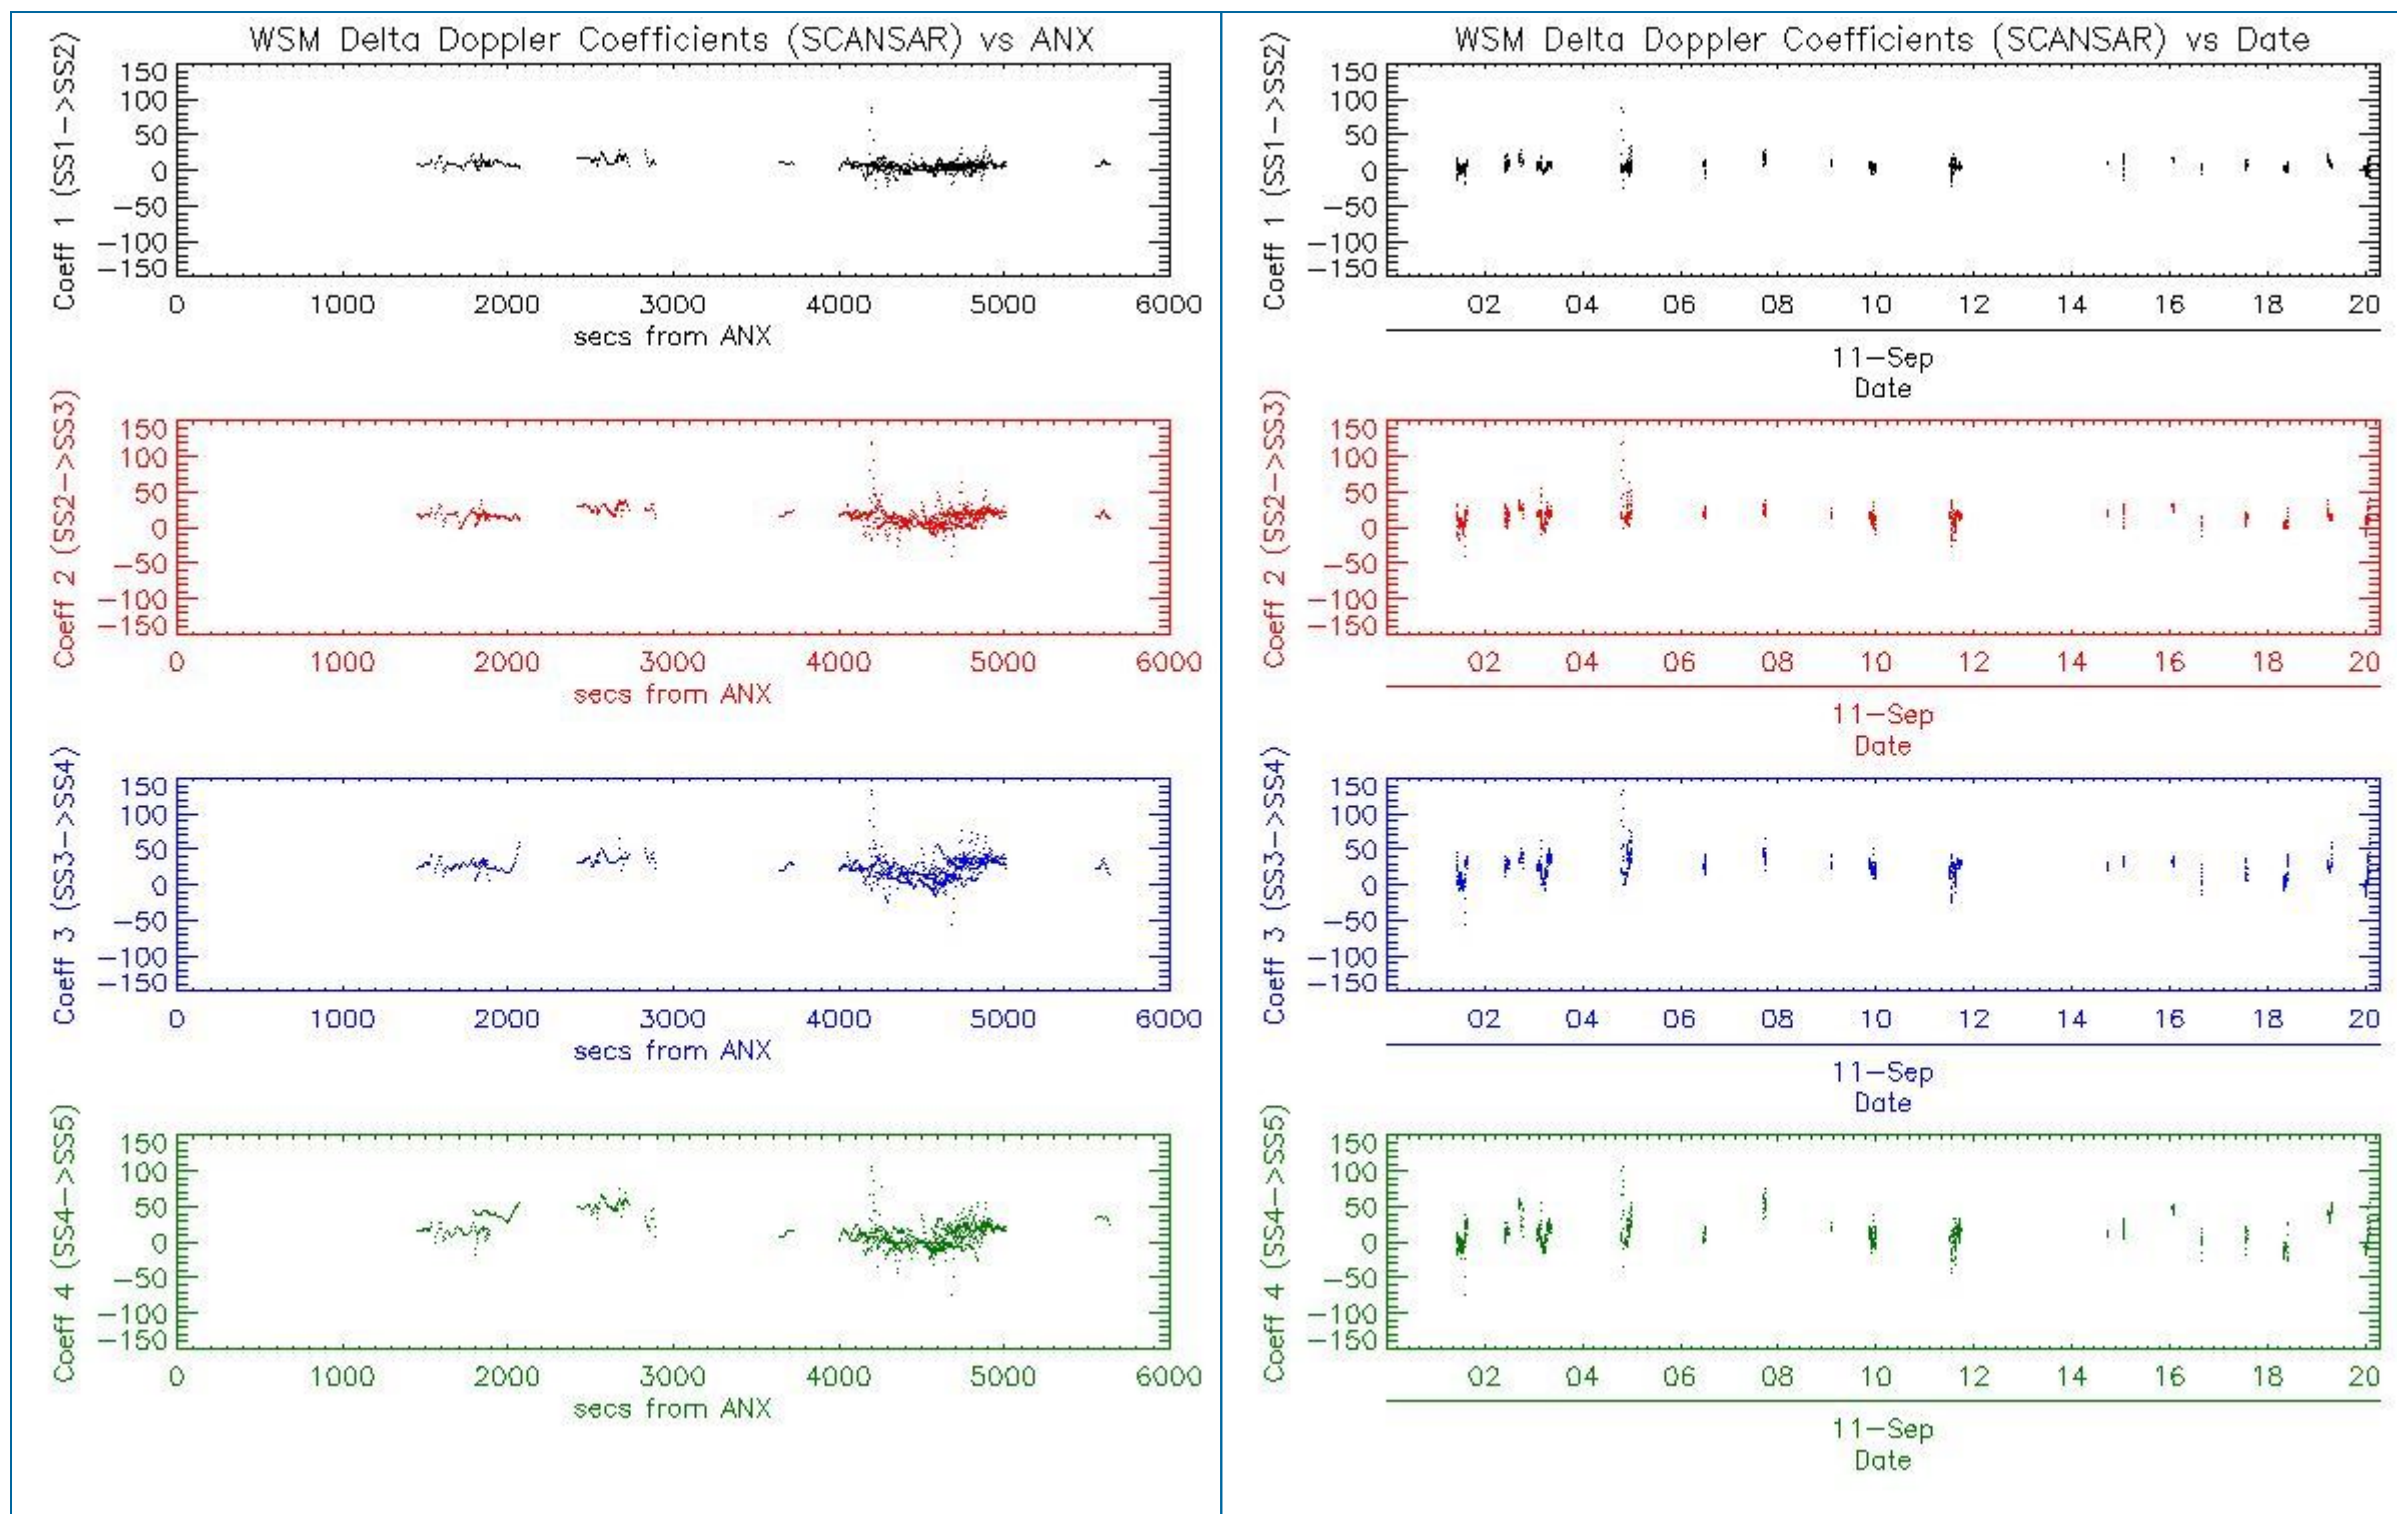 WSM Delta Doppler Coefficients (SCANSAR) vs ANX
Coeff 1 (SS1->SS2)
150
100
50
0
-50
-100
-150
0 1000 2000 3000 4000 5000 6000
secs from ANX
Coeff 2 (SS2->SS3)
150
100
50
0
-50
-100
-150
0 1000 2000 3000 4000 5000 6000
secs from ANX
Coeff 3 (SS3->SS4)
150
100
50
0
-50
-100
-150
0 1000 2000 3000 4000 5000 6000
secs from ANX
Coeff 4 (SS4->SS5)
150
100
50
0
-50
-100
-150
0 1000 2000 3000 4000 5000 6000
secs from ANX
WSM Delta Doppler Coefficients (SCANSAR) vs Date
Coeff 1 (SS1->SS2)
150
100
50
0
-50
-100
-150
02 04 06 08 10 12 14 16 18 20
11-Sep
Date
Coeff 2 (SS2->SS3)
150
100
50
0
-50
-100
-150
02 04 06 08 10 12 14 16 18 20
11-Sep
Date
Coeff 3 (SS3->SS4)
150
100
50
0
-50
-100
-150
02 04 06 08 10 12 14 16 18 20
11-Sep
Date
Coeff 4 (SS4->SS5)
150
100
50
0
-50
-100
-150
02 04 06 08 10 12 14 16 18 20
11-Sep
Date